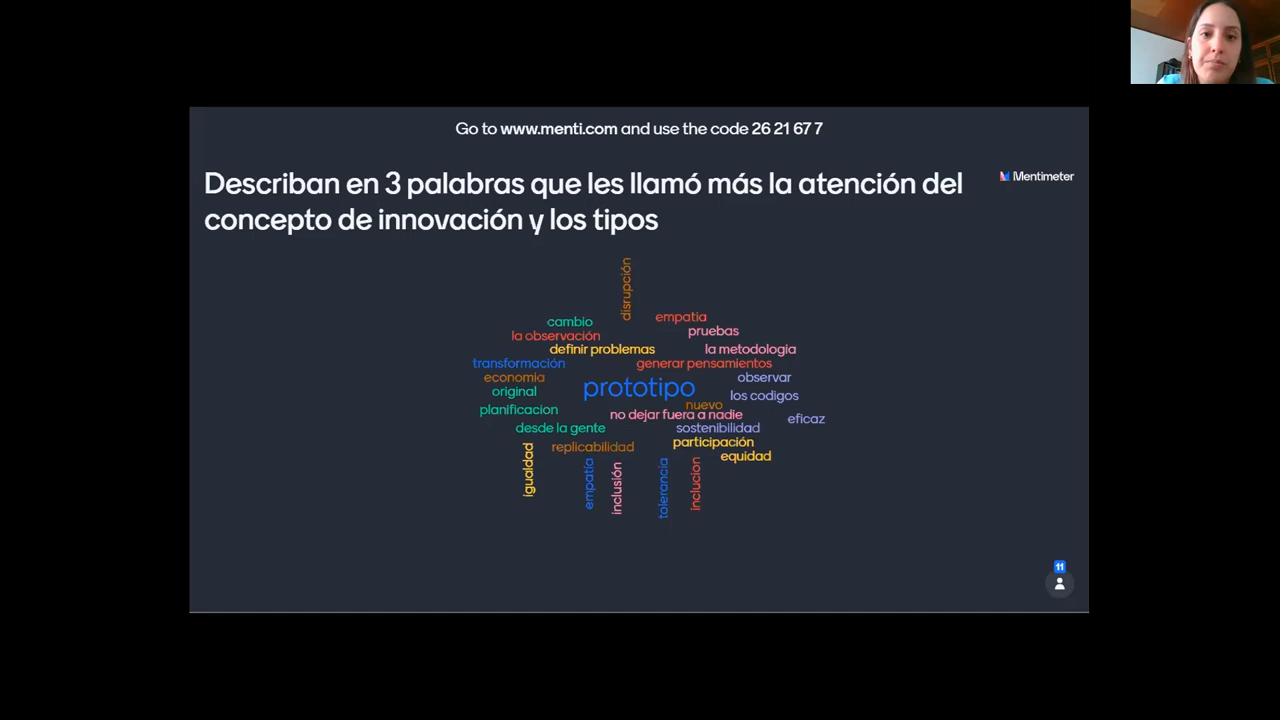 Go to www.menti.com and use the code 26 21 67 7
Describan en 3 palabras que les llamó más la atención del
concepto de innovación y los tipos
Mentimeter
disrupción
cambio
empatia
la observación
pruebas
definir problemas
la metodologia
transformación
generar pensamientos
economia
prototipo
observar
original
los codigos
nuevo
planificacion
no dejar fuera a nadie
eficaz
desde la gente
sostenibilidad
replicabilidad
participación
equidad
igualdad
empatía
inclusión
tolerancia
inclucion
11